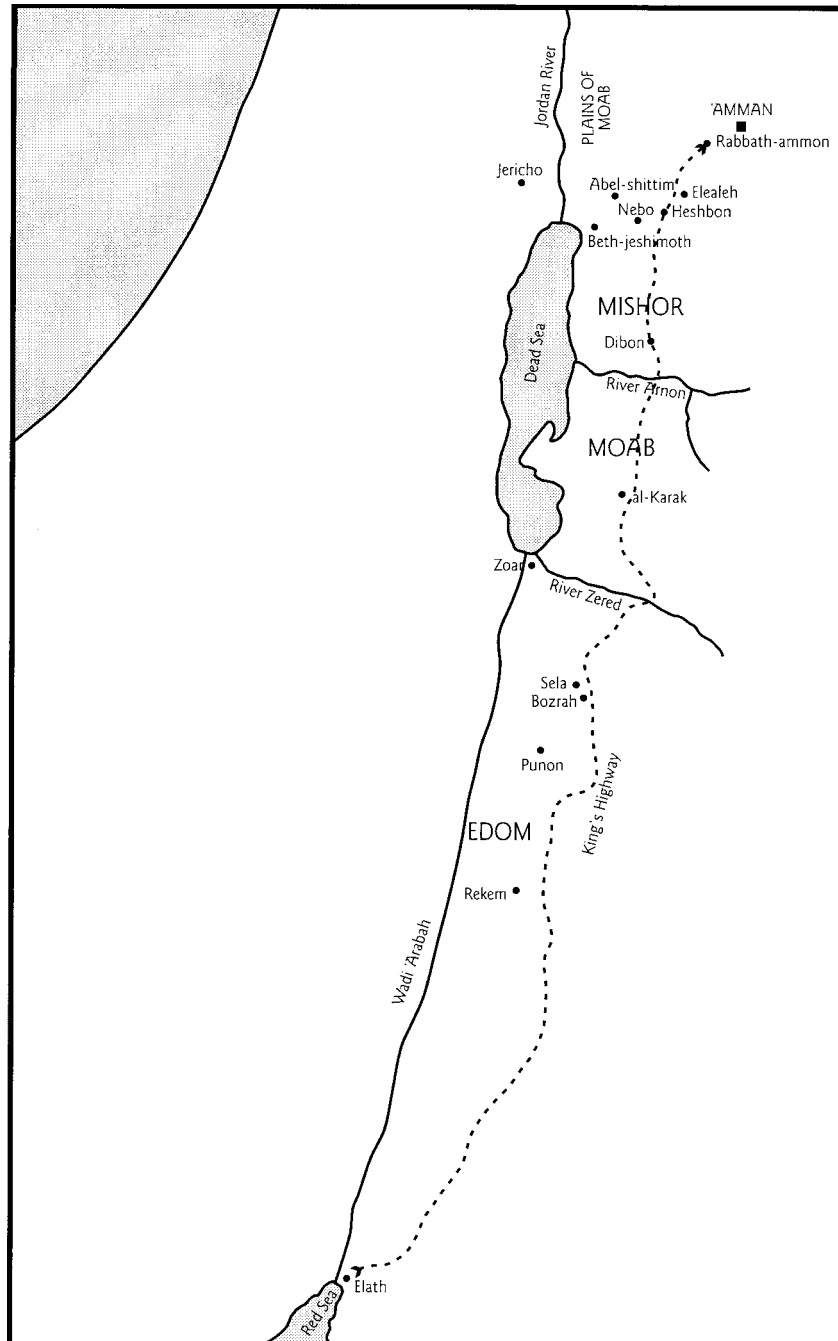 Jordan River
PLAINS OF
MOAB
'AMMAN
Rabbath-ammon
Jericho
Abel-shittim
Elealeh
Nebo
Heshbon
Beth-jeshimoth
MISHOR
Dead Sea
Dibon
River Arnon
MOAB
al-Karak
Zoar
River Zered
Sela
Bozrah
Punon
King's Highway
EDOM
Rekem
Wadi 'Arabah
Elath
Red Sea